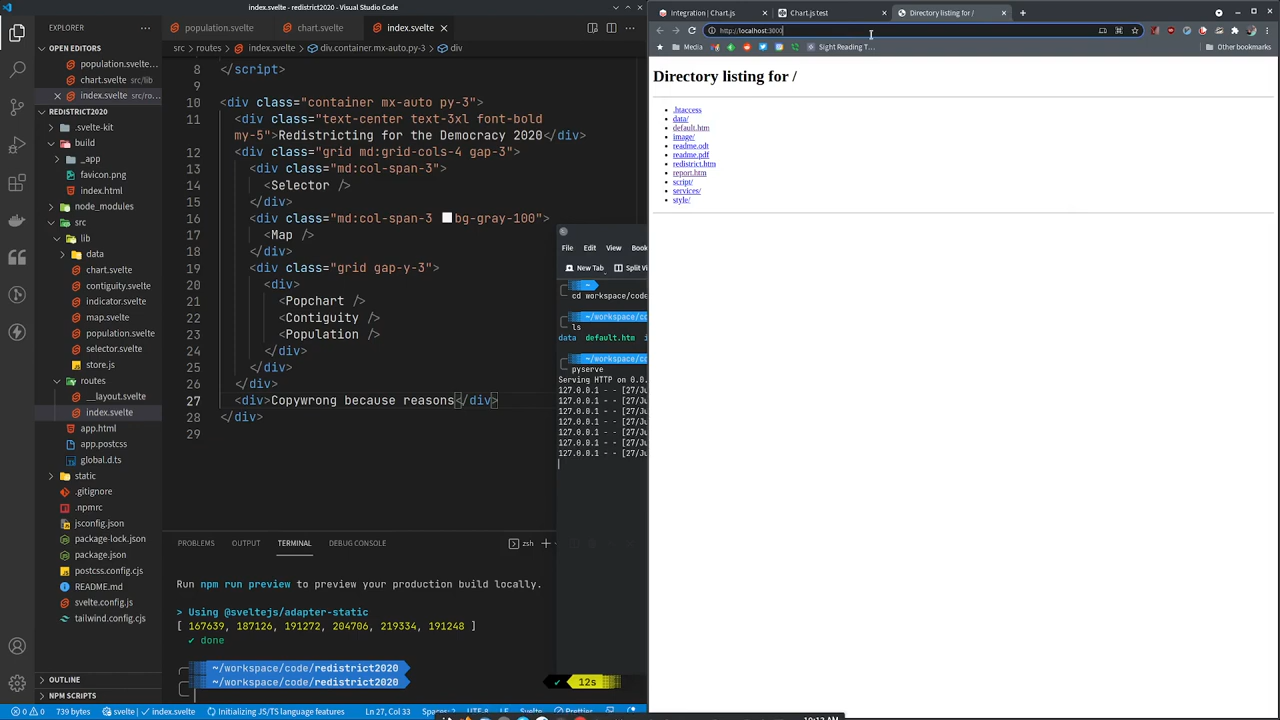 index.svelte - redistrict2020 - Visual Studio Code
EXPLORER
OPEN EDITORS
population.svelte...
chart.svelte src/lib
index.svelte src/ro...
REDISTRICT2020
.svelte-kit
build
_app
favicon.png
index.html
node_modules
src
lib
data
chart.svelte
contiguity.svelte
indicator.svelte
map.svelte
population.svelte
selector.svelte
store.js
routes
__layout.svelte
index.svelte
app.html
app.postcss
global.d.ts
static
.gitignore
.npmrc
jsconfig.json
package-lock.json
package.json
postcss.config.cjs
README.md
svelte.config.js
tailwind.config.cjs
OUTLINE
NPM SCRIPTS
population.svelte
chart.svelte
index.svelte
src > routes > index.svelte > div.container.mx-auto.py-3 > div
8 </script>
9
10 <div class="container mx-auto py-3">
11 <div class="text-center text-3xl font-bold
my-5">Redistricting for the Democracy 2020</div>
12 <div class="grid md:grid-cols-4 gap-3">
13 <div class="md:col-span-3">
14 <Selector />
15 </div>
16 <div class="md:col-span-3 bg-gray-100">
17 <Map />
18 </div>
19 <div class="grid gap-y-3">
20 <div>
21 <Popchart />
22 <Contiguity />
23 <Population />
24 </div>
25 </div>
26 </div>
27 <div>Copywrong because reasons</div>
28 </div>
29
PROBLEMS
OUTPUT
TERMINAL
DEBUG CONSOLE
zsh
Run npm run preview to preview your production build locally.
> Using @sveltejs/adapter-static
[ 167639, 187126, 191272, 204706, 219334, 191248 ]
✔ done
~/workspace/code/redistrict2020
~/workspace/code/redistrict2020
✔ 12s
0 0 739 bytes svelte | index.svelte Initializing JS/TS language features Ln 27, Col 33 Spaces: 2 UTF-8 LF Svelte Prettier
File Edit View Book
New Tab Split Vi
~
cd workspace/code
~/workspace/co
ls
data default.htm i
~/workspace/co
pyserve
Serving HTTP on 0.0.
127.0.0.1 - - [27/Ju
127.0.0.1 - - [27/Ju
127.0.0.1 - - [27/Ju
127.0.0.1 - - [27/Ju
127.0.0.1 - - [27/Ju
127.0.0.1 - - [27/Ju
127.0.0.1 - - [27/Ju
Integration | Chart.js
Chart.js test
Directory listing for /
http://localhost:3000
Media
Sight Reading T...
Other bookmarks
Directory listing for /
.htaccess
data/
default.htm
image/
readme.odt
readme.pdf
redistrict.htm
report.htm
script/
services/
style/